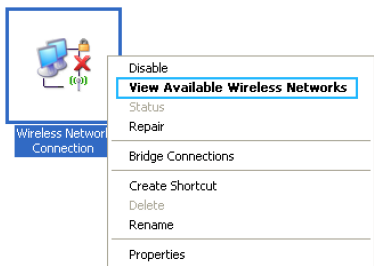 Disable
View Available Wireless Networks
Status
Repair
Wireless Network
Connection
Bridge Connections
Create Shortcut
Delete
Rename
Properties